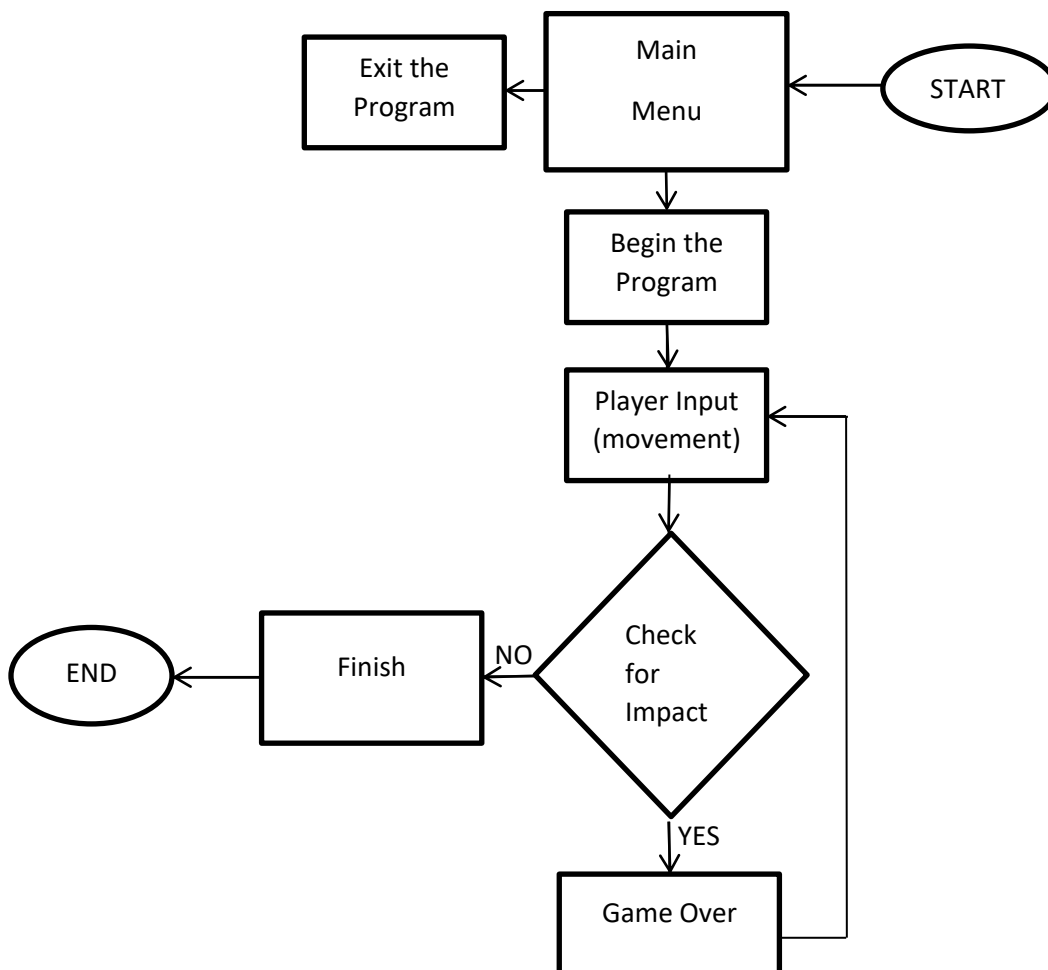 START
Main
Menu
Exit the
Program
Begin the
Program
Player Input
(movement)
Check
for
Impact
NO
Finish
END
YES
Game Over